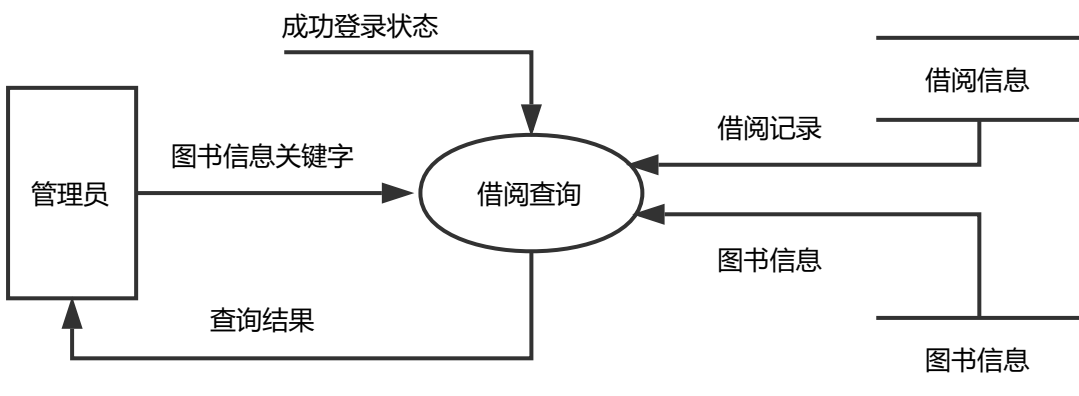 成功登录状态
借阅信息
借阅记录
图书信息关键字
管理员
借阅查询
图书信息
查询结果
图书信息